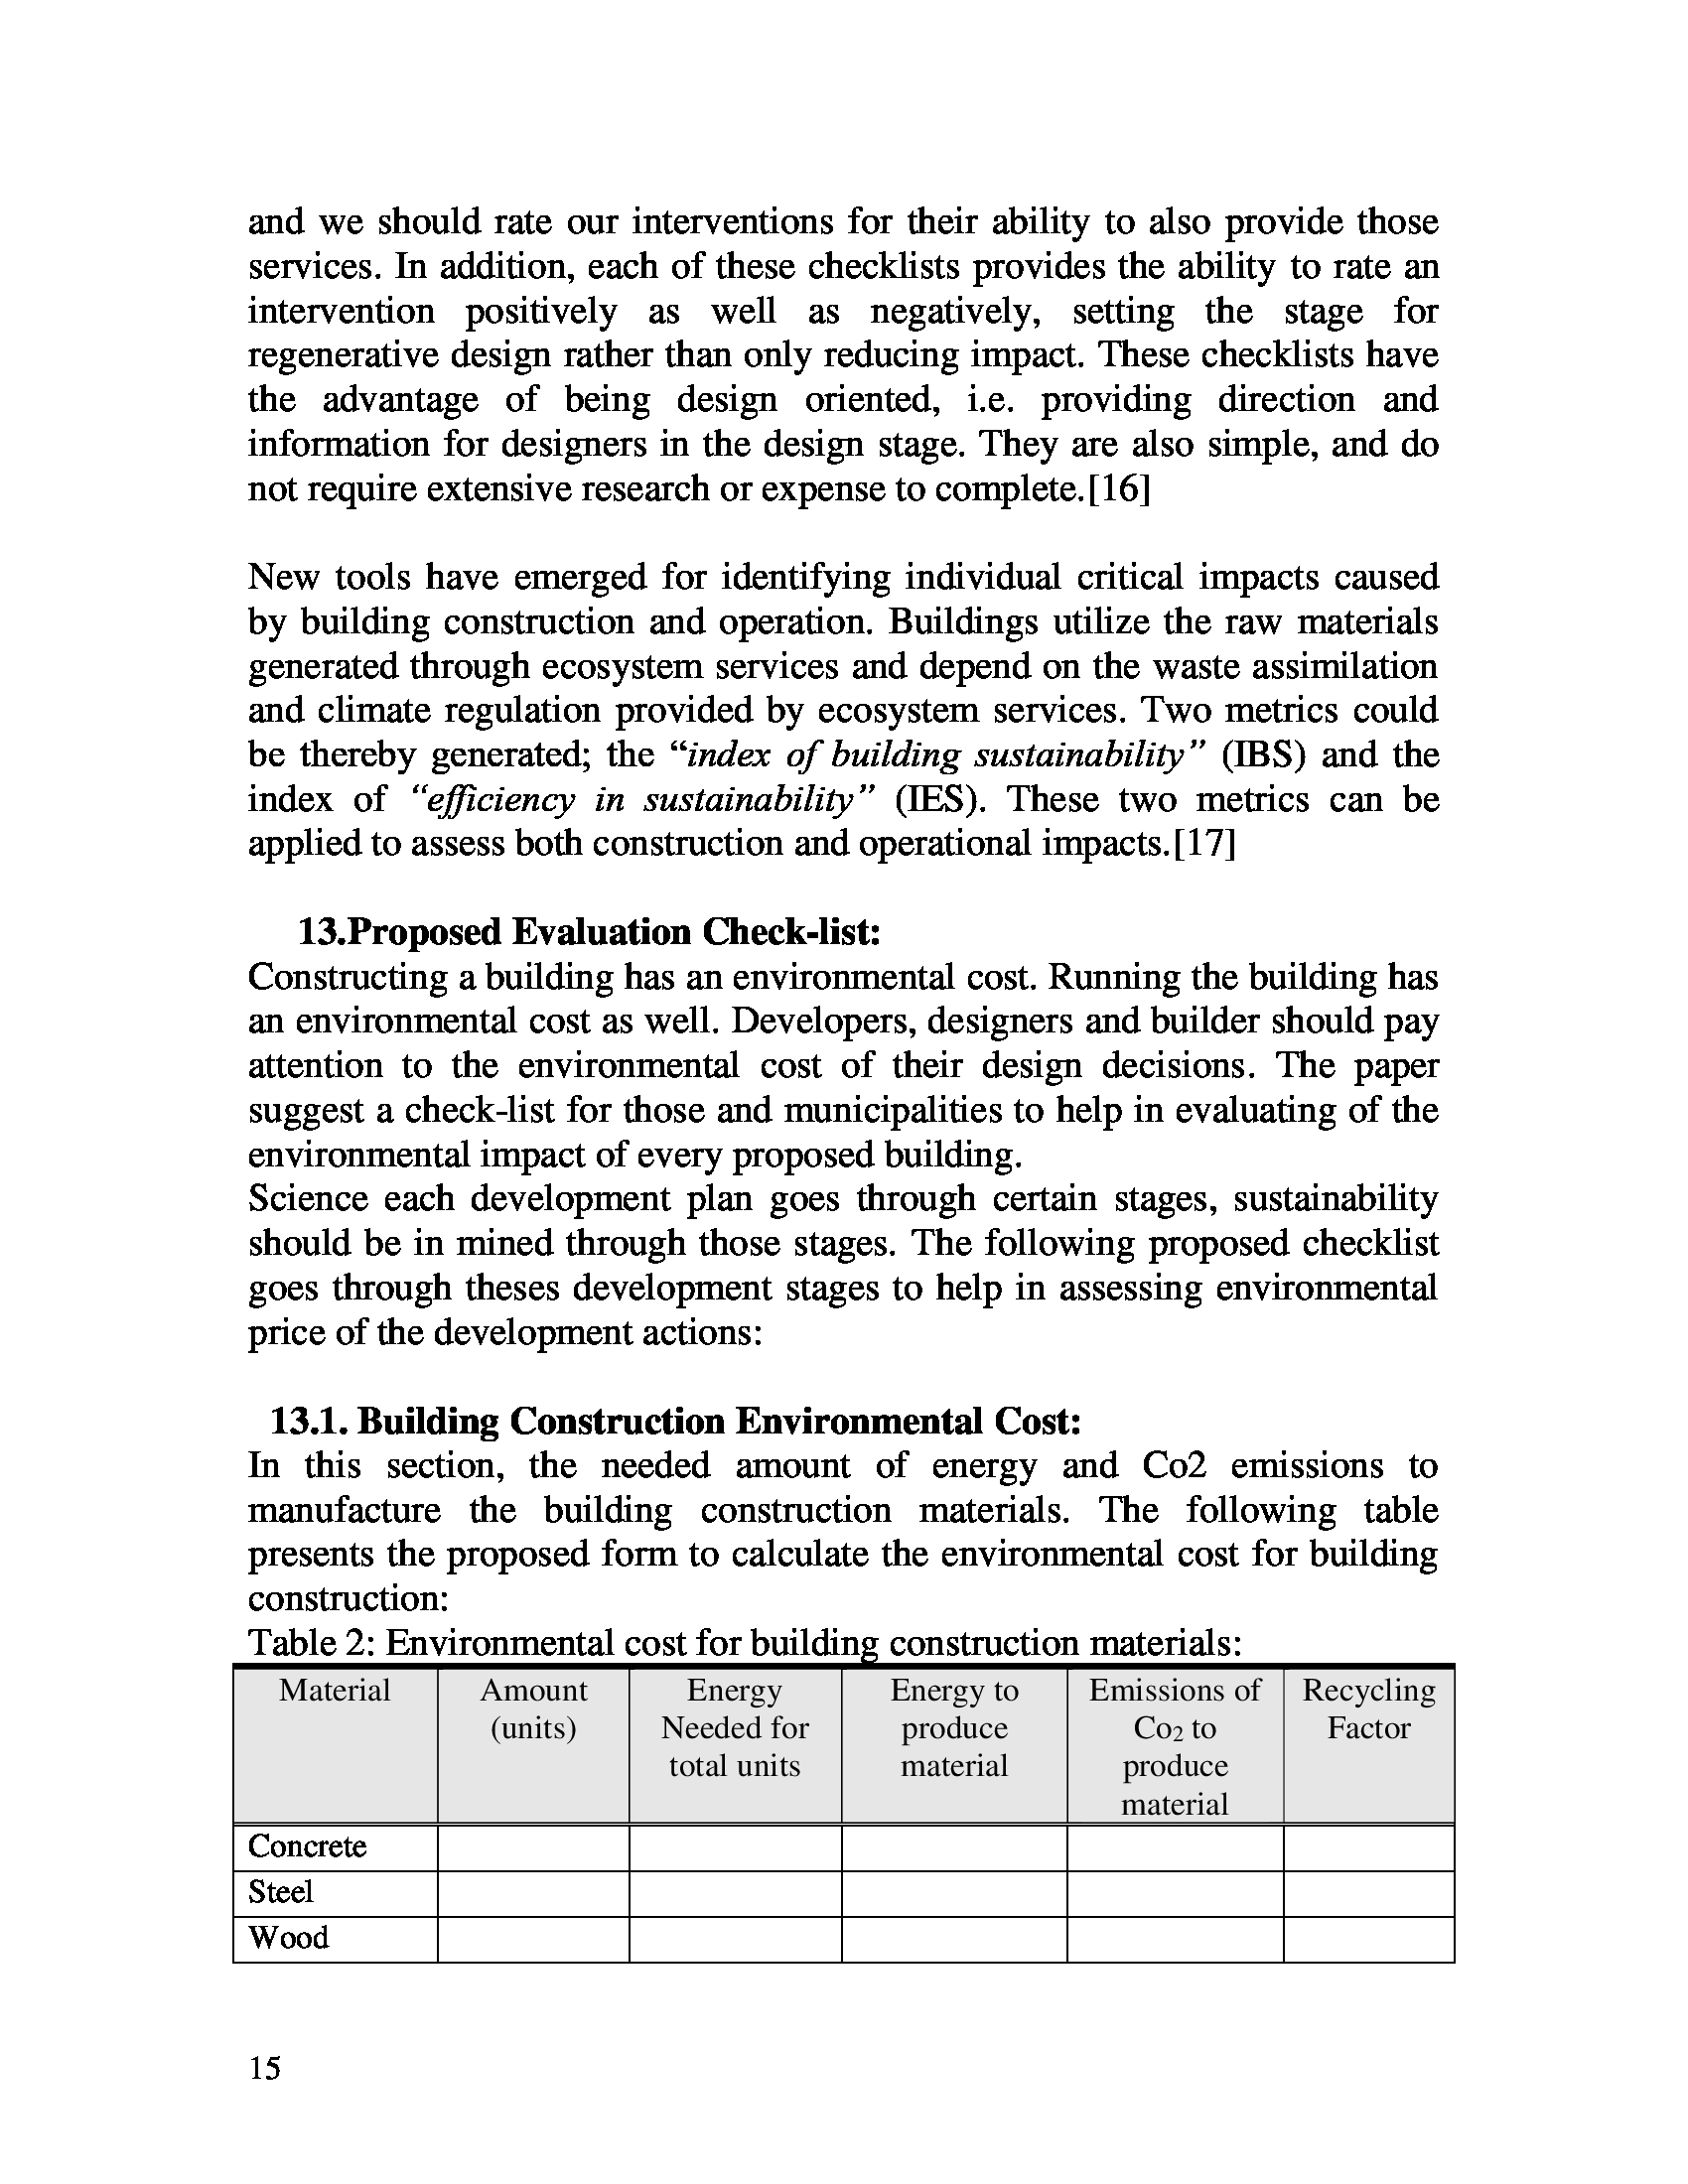 and we should rate our interventions for their ability to also provide those
services. In addition, each of these checklists provides the ability to rate an
intervention positively as well as negatively, setting the stage for
regenerative design rather than only reducing impact. These checklists have
the advantage of being design oriented, i.e. providing direction and
information for designers in the design stage. They are also simple, and do
not require extensive research or expense to complete.[16]
New tools have emerged for identifying individual critical impacts caused
by building construction and operation. Buildings utilize the raw materials
generated through ecosystem services and depend on the waste assimilation
and climate regulation provided by ecosystem services. Two metrics could
be thereby generated; the “index of building sustainability” (IBS) and the
index of “efficiency in sustainability” (IES). These two metrics can be
applied to assess both construction and operational impacts.[17]
13.Proposed Evaluation Check-list:
Constructing a building has an environmental cost. Running the building has
an environmental cost as well. Developers, designers and builder should pay
attention to the environmental cost of their design decisions. The paper
suggest a check-list for those and municipalities to help in evaluating of the
environmental impact of every proposed building.
Science each development plan goes through certain stages, sustainability
should be in mined through those stages. The following proposed checklist
goes through theses development stages to help in assessing environmental
price of the development actions:
13.1. Building Construction Environmental Cost:
In this section, the needed amount of energy and Co2 emissions to
manufacture the building construction materials. The following table
presents the proposed form to calculate the environmental cost for building
construction:
Table 2: Environmental cost for building construction materials:
Material
Amount
(units)
Energy
Needed for
total units
Energy to
produce
material
Emissions of
Co2 to
produce
material
Recycling
Factor
Concrete
Steel
Wood
15